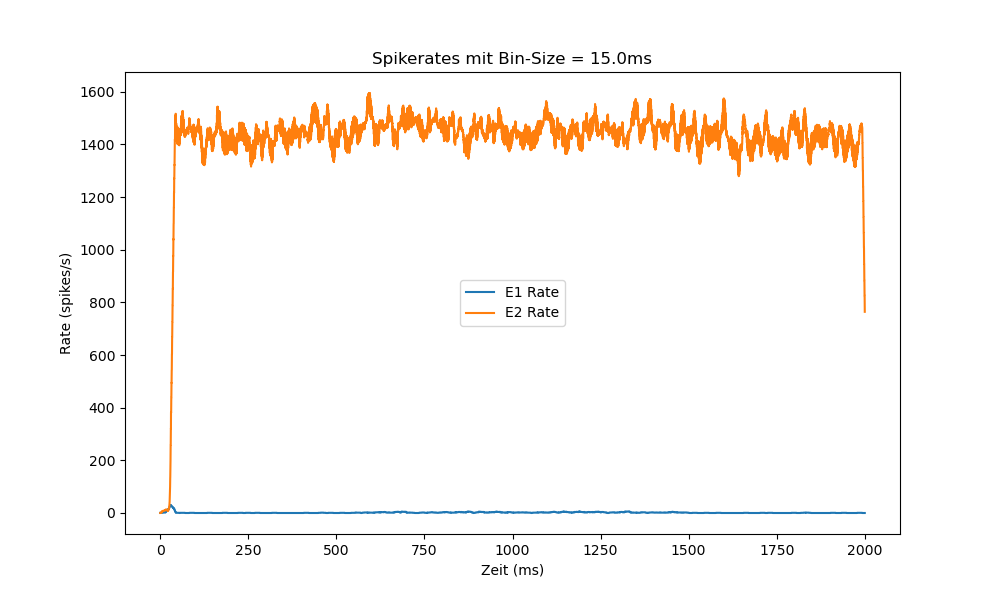 Spikerates mit Bin-Size = 15.0ms
1600
1400
1200
1000
800
600
400
200
0
Rate (spikes/s)
E1 Rate
E2 Rate
0 250 500 750 1000 1250 1500 1750 2000
Zeit (ms)